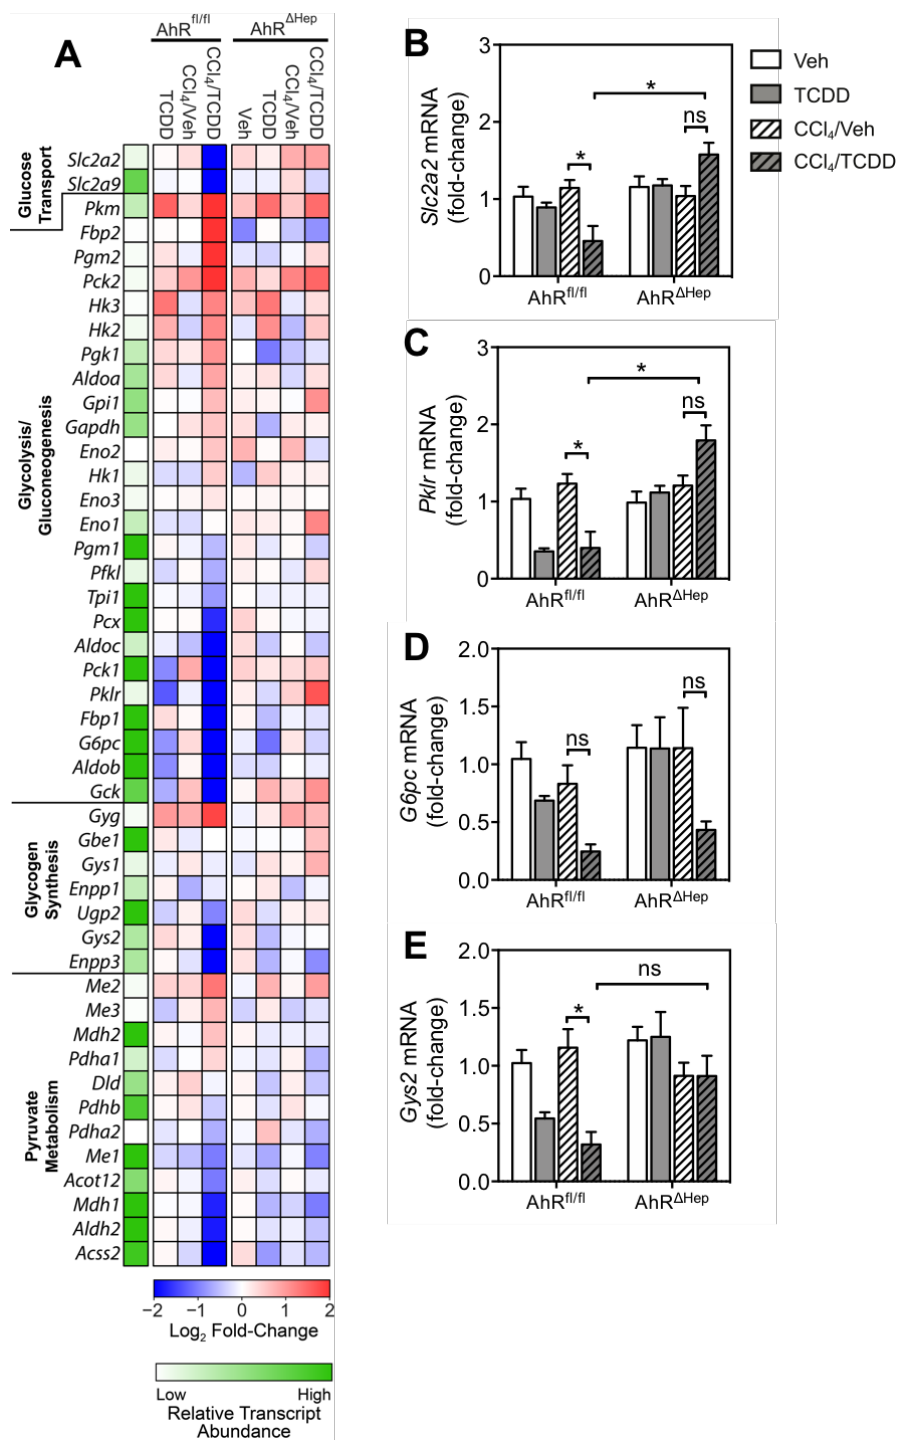 A
AhR^fl/fl
AhR^ΔHep
TCDD
CCl₄/Veh
CCl₄/TCDD
Veh
TCDD
CCl₄/Veh
CCl₄/TCDD
Glucose
Transport
Slc2a2
Slc2a9
Glycolysis/
Gluconeogenesis
Pkm
Fbp2
Pgm2
Pck2
Hk3
Hk2
Pgk1
Aldoa
Gpi1
Gapdh
Eno2
Hk1
Eno3
Eno1
Pgm1
Pfkl
Tpi1
Pcx
Aldoc
Pck1
Pklr
Fbp1
G6pc
Aldob
Gck
Glycogen
Synthesis
Gyg
Gbe1
Gys1
Enpp1
Ugp2
Gys2
Enpp3
Pyruvate
Metabolism
Me2
Me3
Mdh2
Pdha1
Dld
Pdhb
Pdha2
Me1
Acot12
Mdh1
Aldh2
Acss2
−2 −1 0 1 2
Log₂ Fold-Change
Low High
Relative Transcript
Abundance
B
Slc2a2 mRNA
(fold-change)
3
2
1
0
*
*
ns
AhR^fl/fl AhR^ΔHep
Veh
TCDD
CCl₄/Veh
CCl₄/TCDD
C
Pklr mRNA
(fold-change)
3
2
1
0
*
*
ns
AhR^fl/fl AhR^ΔHep
D
G6pc mRNA
(fold-change)
2.0
1.5
1.0
0.5
0.0
ns
ns
AhR^fl/fl AhR^ΔHep
E
Gys2 mRNA
(fold-change)
2.0
1.5
1.0
0.5
0.0
*
ns
AhR^fl/fl AhR^ΔHep